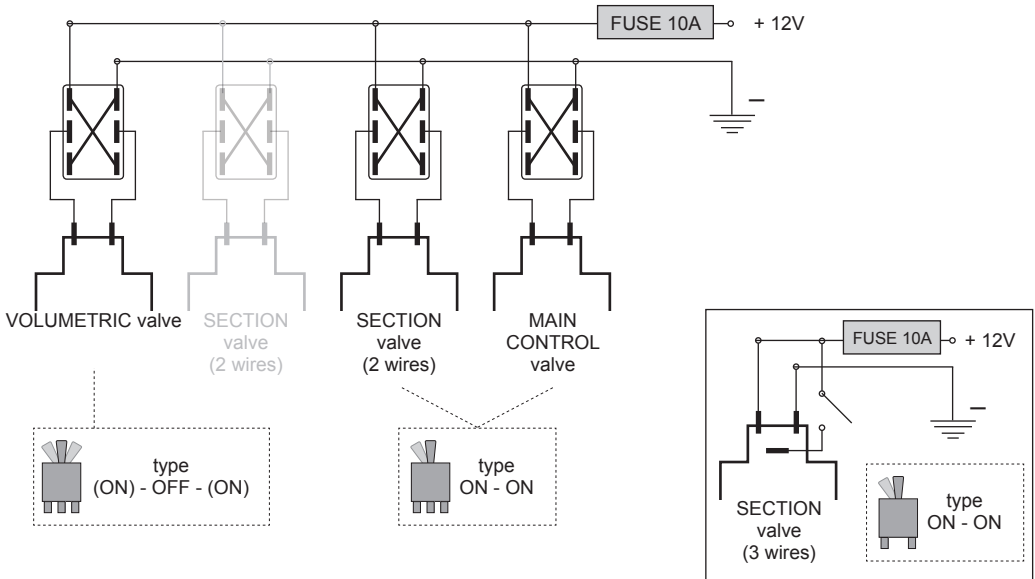 FUSE 10A
+ 12V
–
VOLUMETRIC valve
SECTION
valve
(2 wires)
SECTION
valve
(2 wires)
MAIN
CONTROL
valve
type
(ON) - OFF - (ON)
type
ON - ON
FUSE 10A
+ 12V
–
SECTION
valve
(3 wires)
type
ON - ON